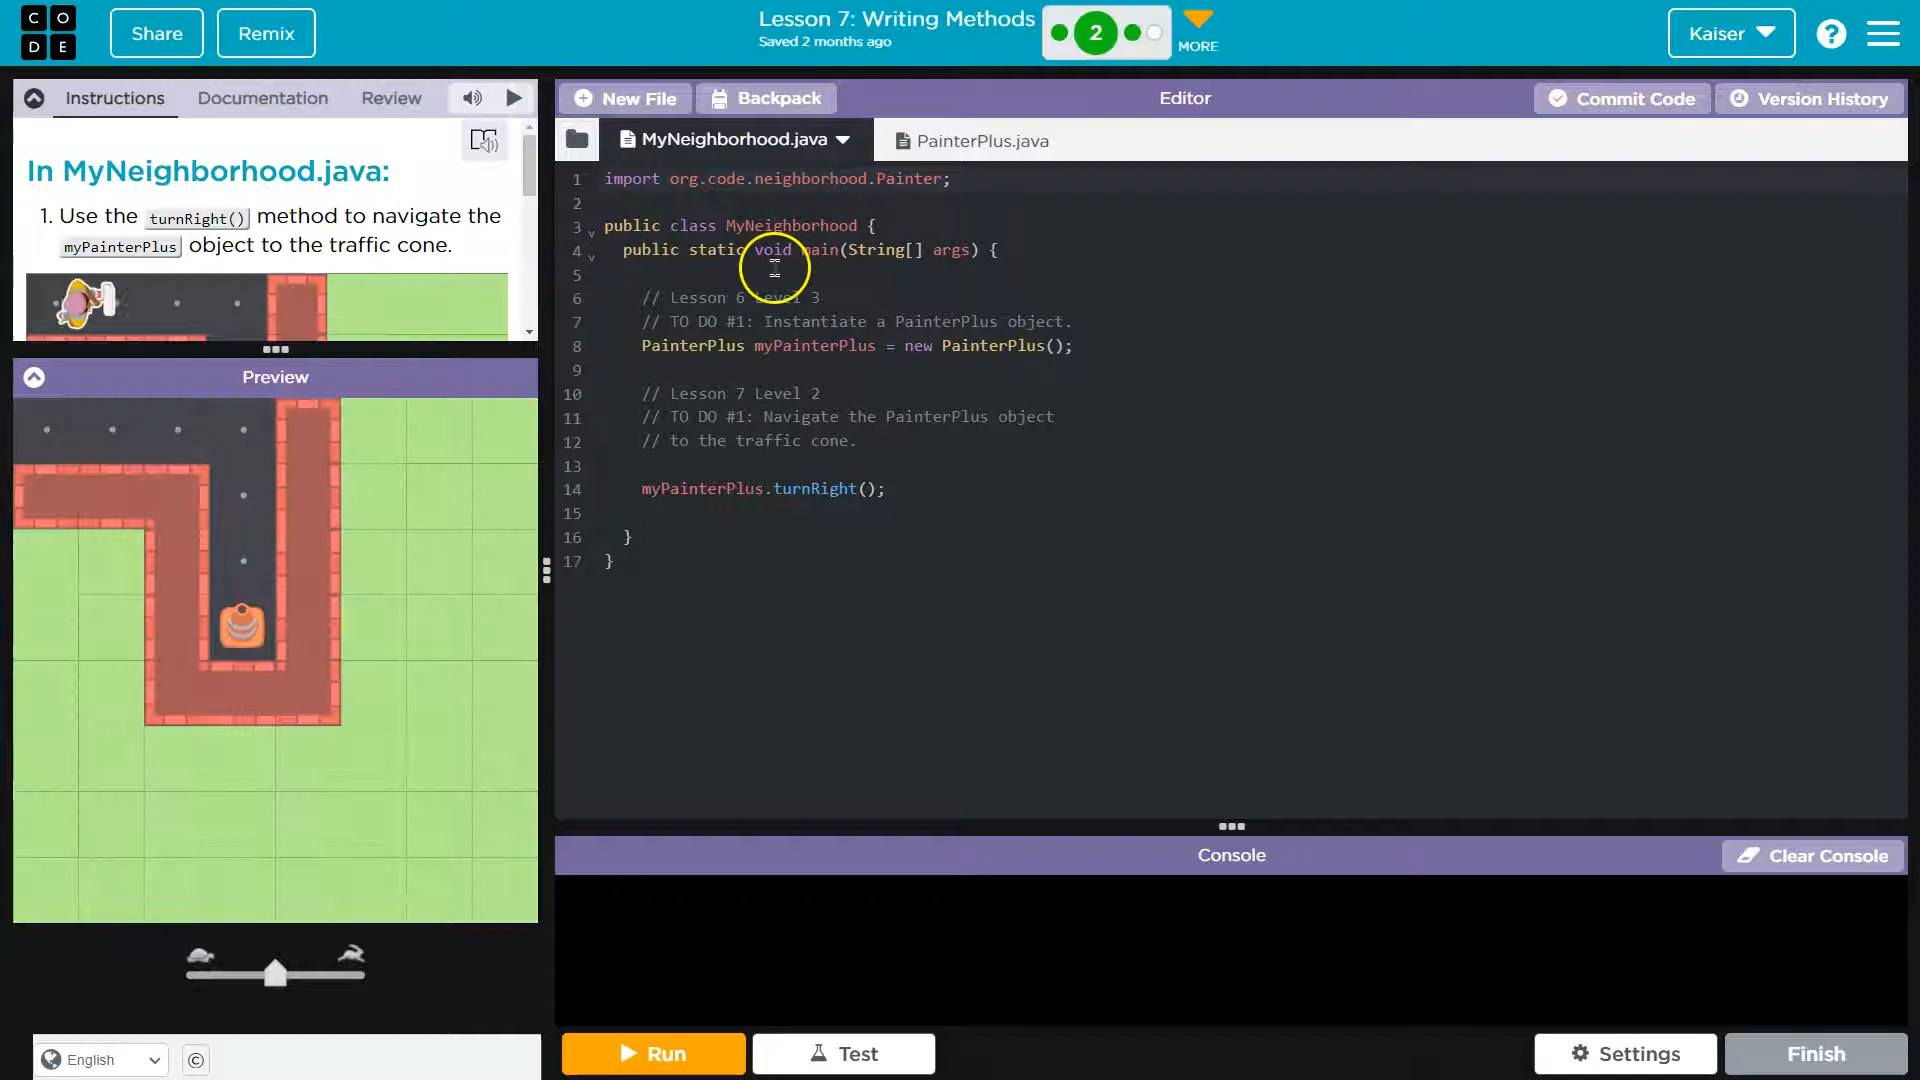 C O
D E
Share
Remix
Lesson 7: Writing Methods
Saved 2 months ago
2
MORE
Kaiser
?
Instructions
Documentation
Review
In MyNeighborhood.java:
1. Use the turnRight() method to navigate the
myPainterPlus object to the traffic cone.
Preview
English
©
New File
Backpack
Editor
Commit Code
Version History
MyNeighborhood.java
PainterPlus.java
1 import org.code.neighborhood.Painter;
2
3 public class MyNeighborhood {
4 public static void main(String[] args) {
5
6 // Lesson 6 Level 3
7 // TO DO #1: Instantiate a PainterPlus object.
8 PainterPlus myPainterPlus = new PainterPlus();
9
10 // Lesson 7 Level 2
11 // TO DO #1: Navigate the PainterPlus object
12 // to the traffic cone.
13
14 myPainterPlus.turnRight();
15
16 }
17 }
Console
Clear Console
Run
Test
Settings
Finish